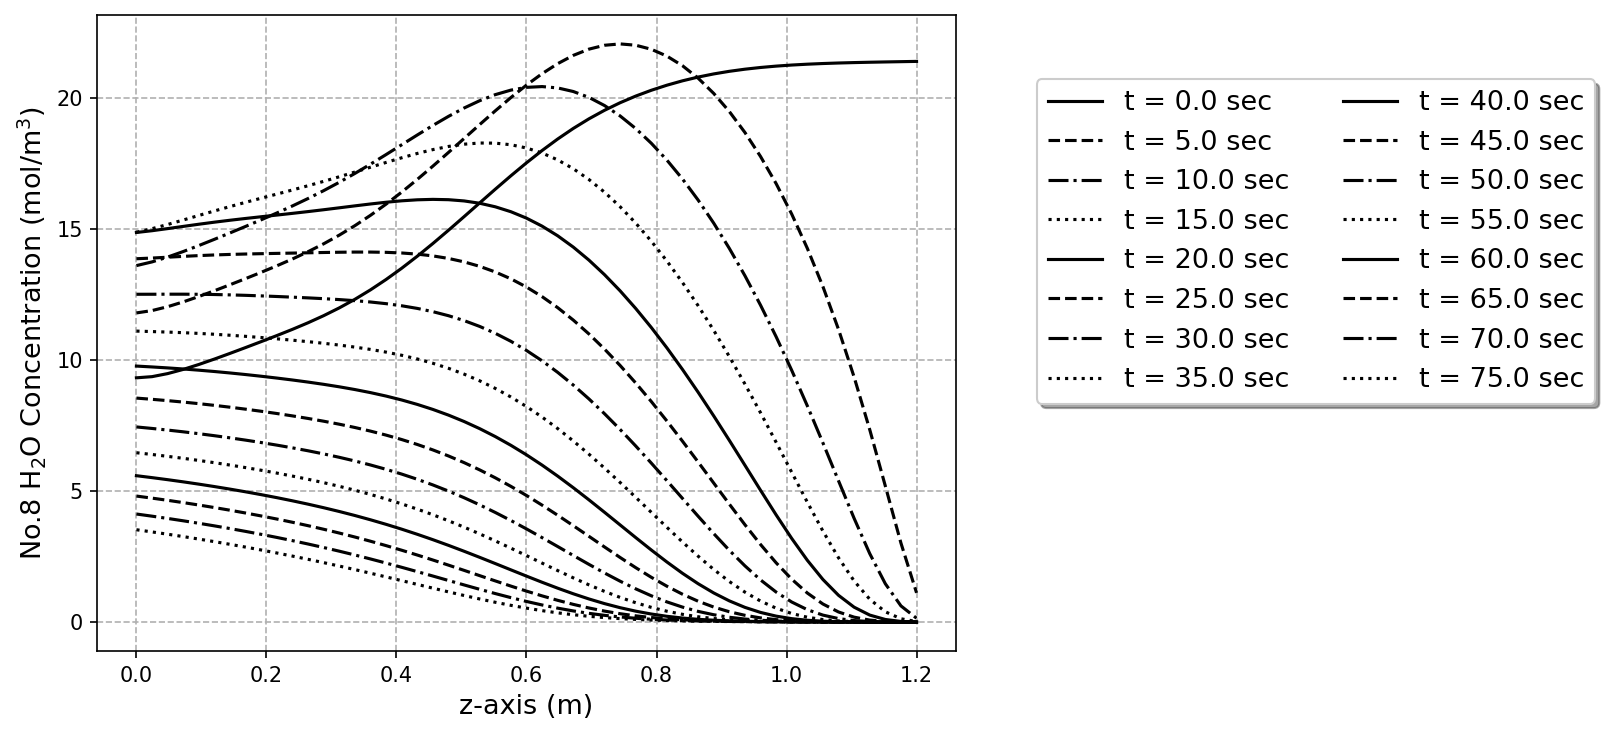 No.8 H₂O Concentration (mol/m³)
20
15
10
5
0
0.0 0.2 0.4 0.6 0.8 1.0 1.2
z-axis (m)
t = 0.0 sec
t = 5.0 sec
t = 10.0 sec
t = 15.0 sec
t = 20.0 sec
t = 25.0 sec
t = 30.0 sec
t = 35.0 sec
t = 40.0 sec
t = 45.0 sec
t = 50.0 sec
t = 55.0 sec
t = 60.0 sec
t = 65.0 sec
t = 70.0 sec
t = 75.0 sec